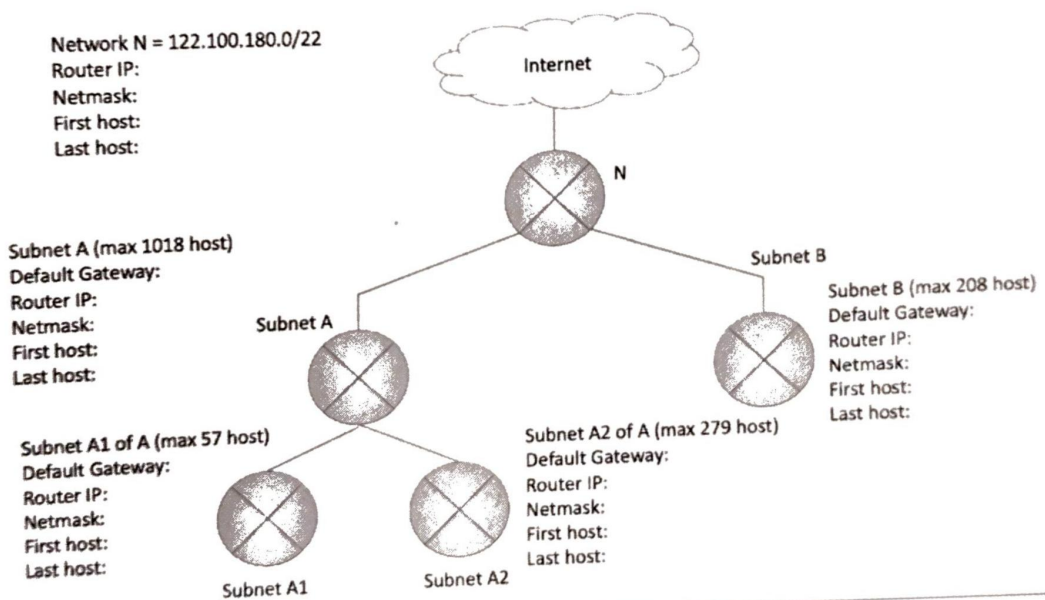 Network N = 122.100.180.0/22
Router IP:
Netmask:
First host:
Last host:
Internet
N
Subnet A (max 1018 host)
Default Gateway:
Router IP:
Netmask:
First host:
Last host:
Subnet A
Subnet B
Subnet B (max 208 host)
Default Gateway:
Router IP:
Netmask:
First host:
Last host:
Subnet A1 of A (max 57 host)
Default Gateway:
Router IP:
Netmask:
First host:
Last host:
Subnet A1
Subnet A2 of A (max 279 host)
Default Gateway:
Router IP:
Netmask:
First host:
Last host:
Subnet A2